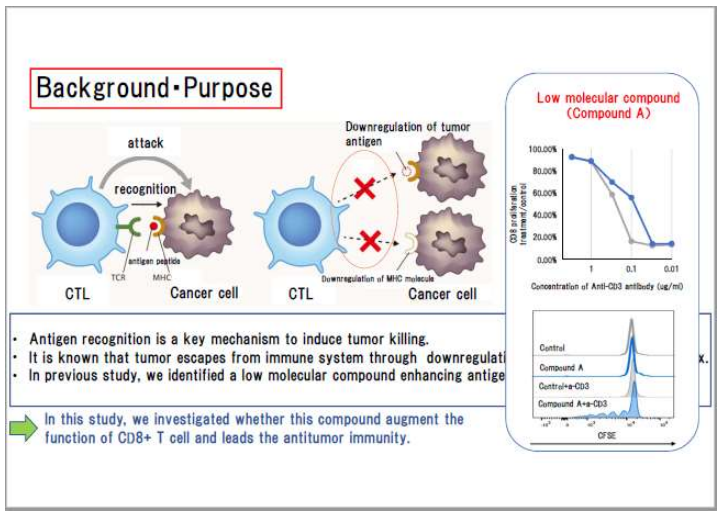 Background・Purpose
attack
recognition
antigen peptide
TCR
MHC
CTL
Cancer cell
Downregulation of tumor
antigen
Downregulation of MHC molecule
CTL
Cancer cell
Low molecular compound
(Compound A)
CD8 proliferation
treatment/control
100.00%
80.00%
60.00%
40.00%
20.00%
0.00%
1
0.1
0.01
Concentration of Anti-CD3 antibody (ug/ml)
Control
Compound A
Control+a-CD3
Compound A+a-CD3
CFSE
・ Antigen recognition is a key mechanism to induce tumor killing.
・ It is known that tumor escapes from immune system through downregulati x.
・ In previous study, we identified a low molecular compound enhancing antige
In this study, we investigated whether this compound augment the
function of CD8+ T cell and leads the antitumor immunity.